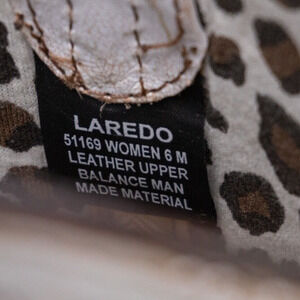 LAREDO
51169 WOMEN 6 M
LEATHER UPPER
BALANCE MAN
MADE MATERIAL